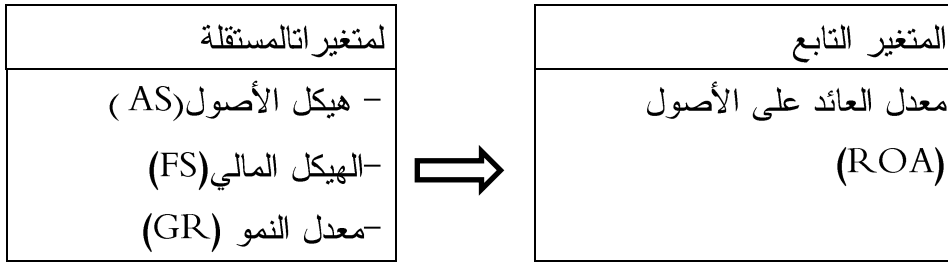 لمتغيراتالمستقلة
– هيكل الأصول(AS )
–الهيكل المالي(FS)
–معدل النمو (GR)
المتغير التابع
معدل العائد على الأصول
(ROA)